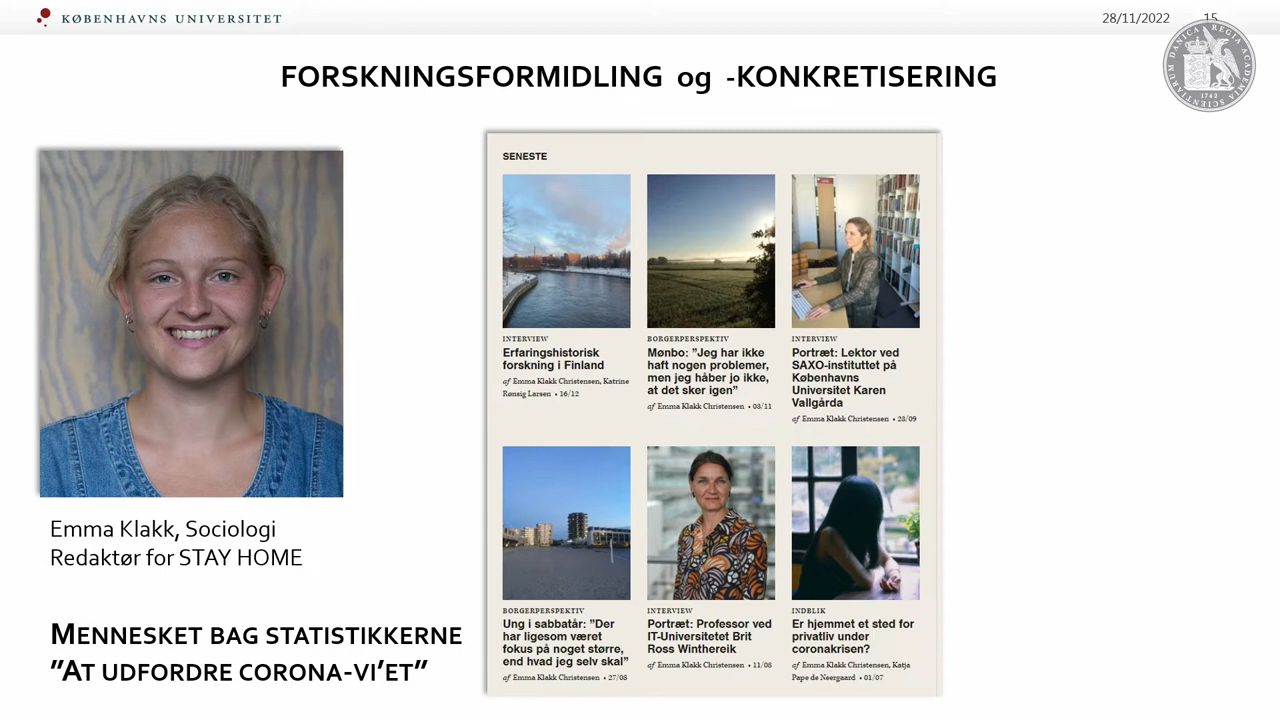 KØBENHAVNS UNIVERSITET
28/11/2022 15
REGIA ACADEMIA SCIENTIARUM DANICA
1742
FORSKNINGSFORMIDLING og -KONKRETISERING
Emma Klakk, Sociologi
Redaktør for STAY HOME
MENNESKET BAG STATISTIKKERNE
”AT UDFORDRE CORONA-VI’ET”
SENESTE
INTERVIEW
Erfaringshistorisk
forskning i Finland
af Emma Klakk Christensen, Katrine
Rønsig Larsen • 16/12
BORGERPERSPEKTIV
Mønbo: ”Jeg har ikke
haft nogen problemer,
men jeg håber jo ikke,
at det sker igen”
af Emma Klakk Christensen • 08/11
INTERVIEW
Portræt: Lektor ved
SAXO-instituttet på
Københavns
Universitet Karen
Vallgårda
af Emma Klakk Christensen • 28/09
BORGERPERSPEKTIV
Ung i sabbatår: ”Der
har ligesom været
fokus på noget større,
end hvad jeg selv skal”
af Emma Klakk Christensen • 27/08
INTERVIEW
Portræt: Professor ved
IT-Universitetet Brit
Ross Winthereik
af Emma Klakk Christensen • 11/08
INDBLIK
Er hjemmet et sted for
privatliv under
coronakrisen?
af Emma Klakk Christensen, Katja
Pape de Neergaard • 01/07